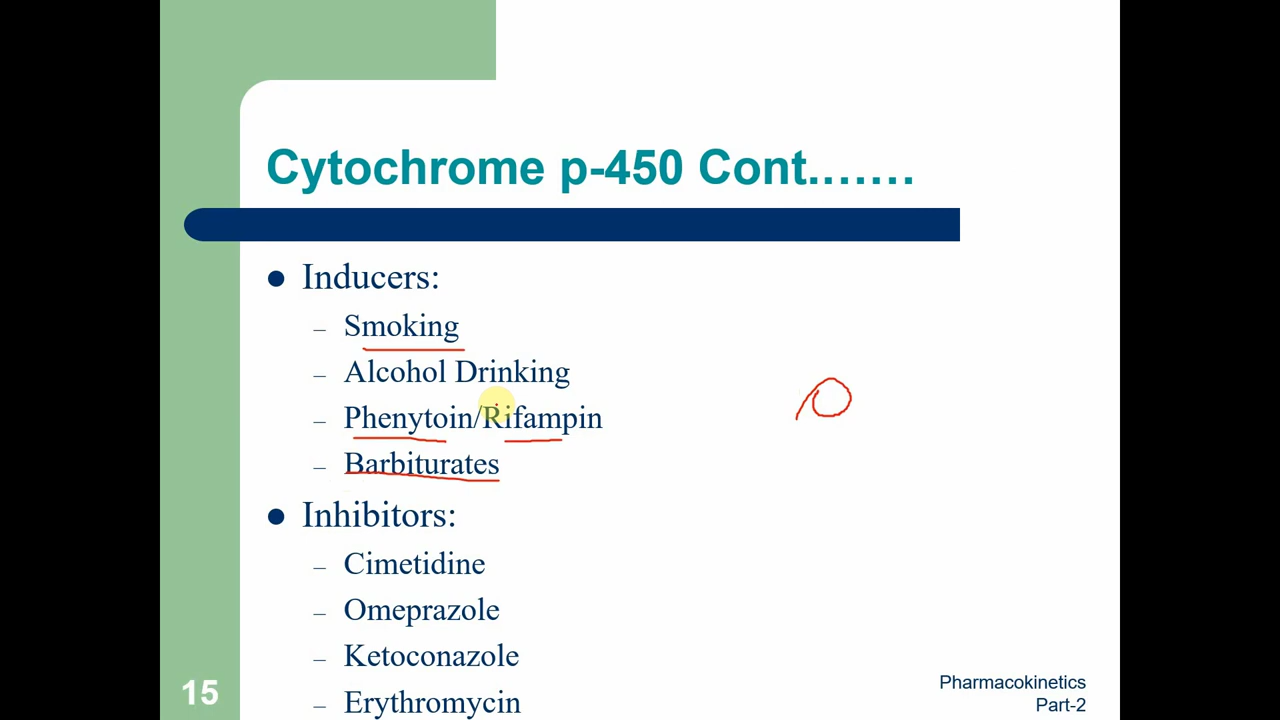 Cytochrome p-450 Cont.……
Inducers:
– Smoking
– Alcohol Drinking
– Phenytoin/Rifampin
– Barbiturates
Inhibitors:
– Cimetidine
– Omeprazole
– Ketoconazole
– Erythromycin
15
Pharmacokinetics
Part-2